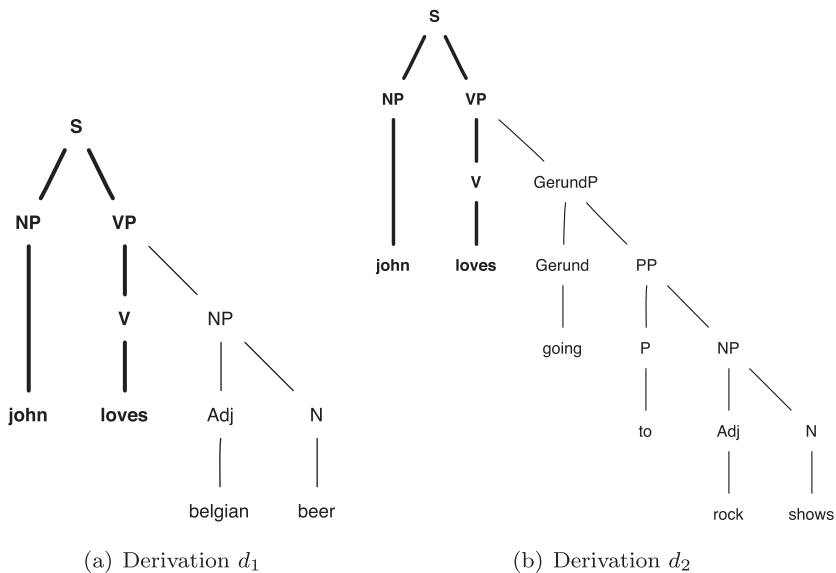 S
NP VP
V NP
john loves Adj N
belgian beer
(a) Derivation d1
S
NP VP
V GerundP
john loves Gerund PP
going P NP
to Adj N
rock shows
(b) Derivation d2